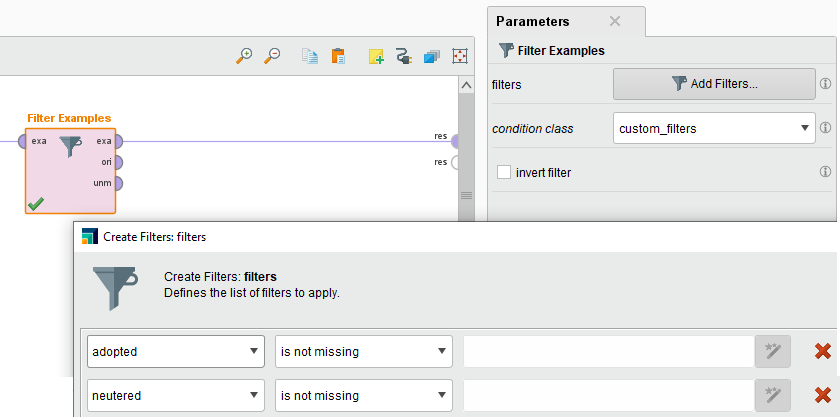 Parameters
Filter Examples
filters
Add Filters...
condition class
custom_filters
invert filter
Filter Examples
exa
exa
ori
unm
res
res
Create Filters: filters
Create Filters: filters
Defines the list of filters to apply.
adopted
is not missing
neutered
is not missing